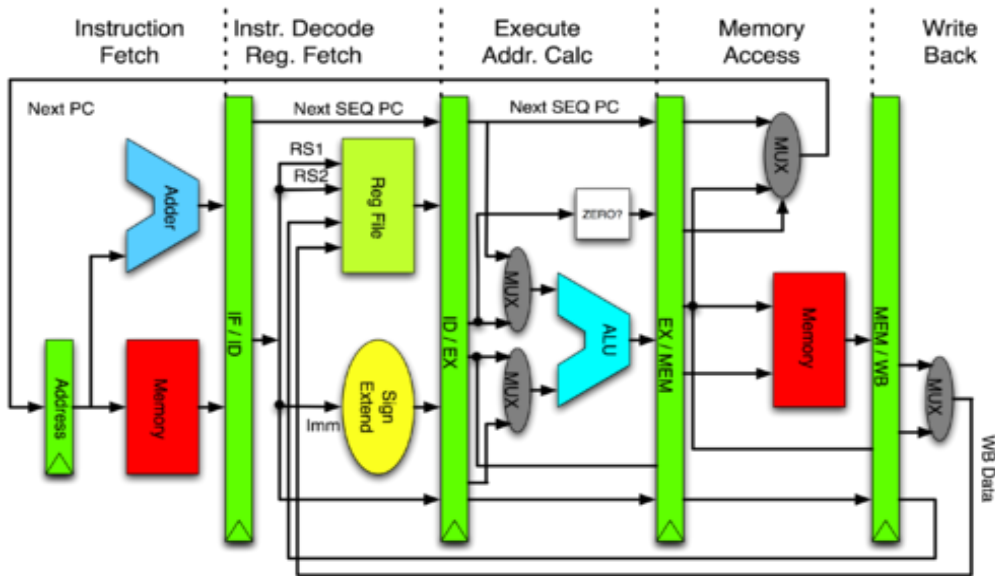 Instruction
Fetch
Instr. Decode
Reg. Fetch
Execute
Addr. Calc
Memory
Access
Write
Back
Next PC
Next SEQ PC
Next SEQ PC
RS1
RS2
Reg File
MUX
Adder
ZERO?
MUX
IF / ID
ID / EX
ALU
EX / MEM
Memory
MEM / WB
MUX
Address
Memory
Imm
Sign
Extend
MUX
WB Data